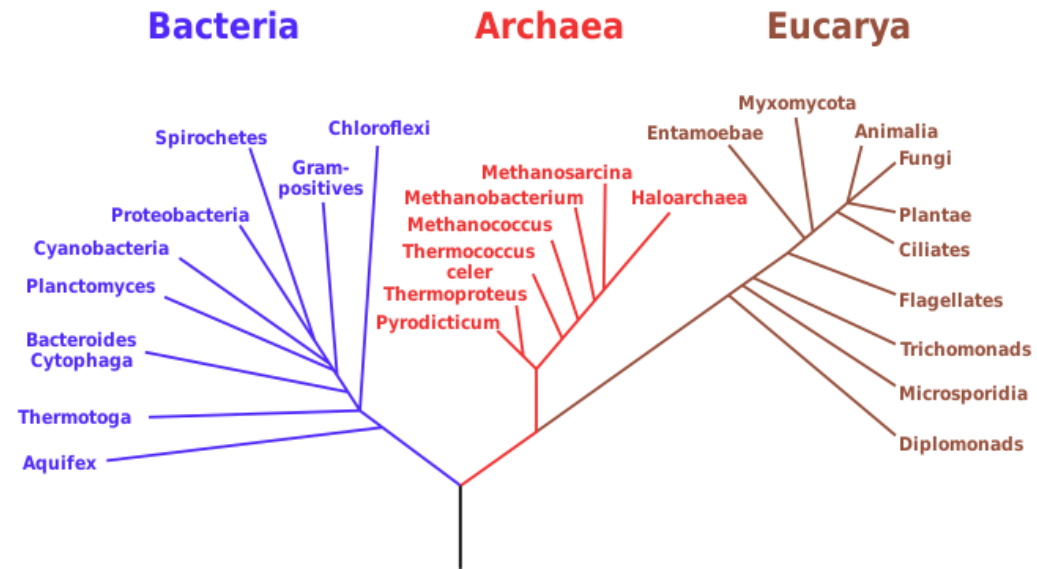 Bacteria
Archaea
Eucarya
Spirochetes
Chloroflexi
Gram-
positives
Proteobacteria
Cyanobacteria
Planctomyces
Bacteroides
Cytophaga
Thermotoga
Aquifex
Methanosarcina
Methanobacterium
Haloarchaea
Methanococcus
Thermococcus
celer
Thermoproteus
Pyrodicticum
Myxomycota
Entamoebae
Animalia
Fungi
Plantae
Ciliates
Flagellates
Trichomonads
Microsporidia
Diplomonads